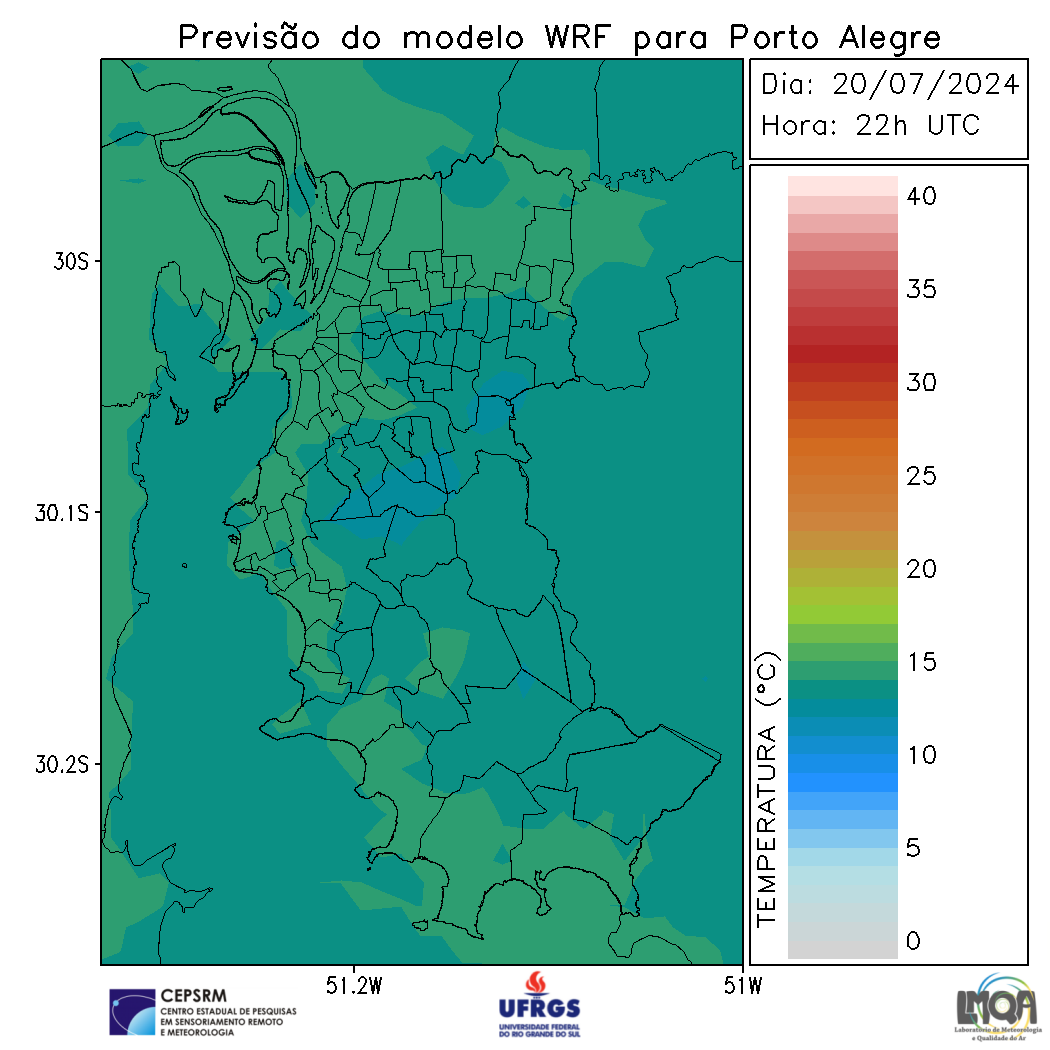 Previsão do modelo WRF para Porto Alegre
Dia: 20/07/2024
Hora: 22h UTC
40
35
30
25
20
15
10
5
0
TEMPERATURA (°C)
30S
30.1S
30.2S
51.2W
51W
CEPSRM
CENTRO ESTADUAL DE PESQUISAS
EM SENSORIAMENTO REMOTO
E METEOROLOGIA
UFRGS
UNIVERSIDADE FEDERAL
DO RIO GRANDE DO SUL
LMQA
Laboratório de Meteorologia
e Qualidade do Ar